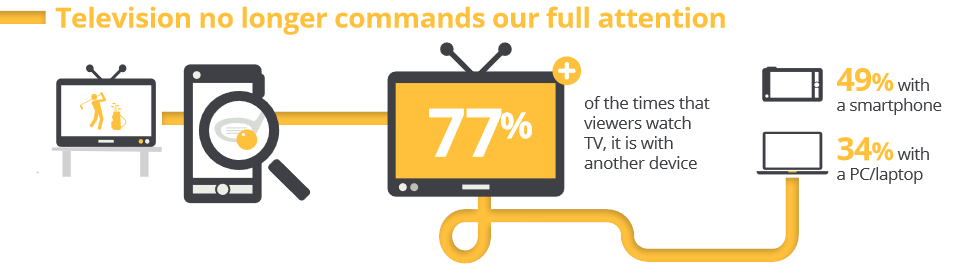 Television no longer commands our full attention
77%
of the times that
viewers watch
TV, it is with
another device
49% with
a smartphone
34% with
a PC/laptop